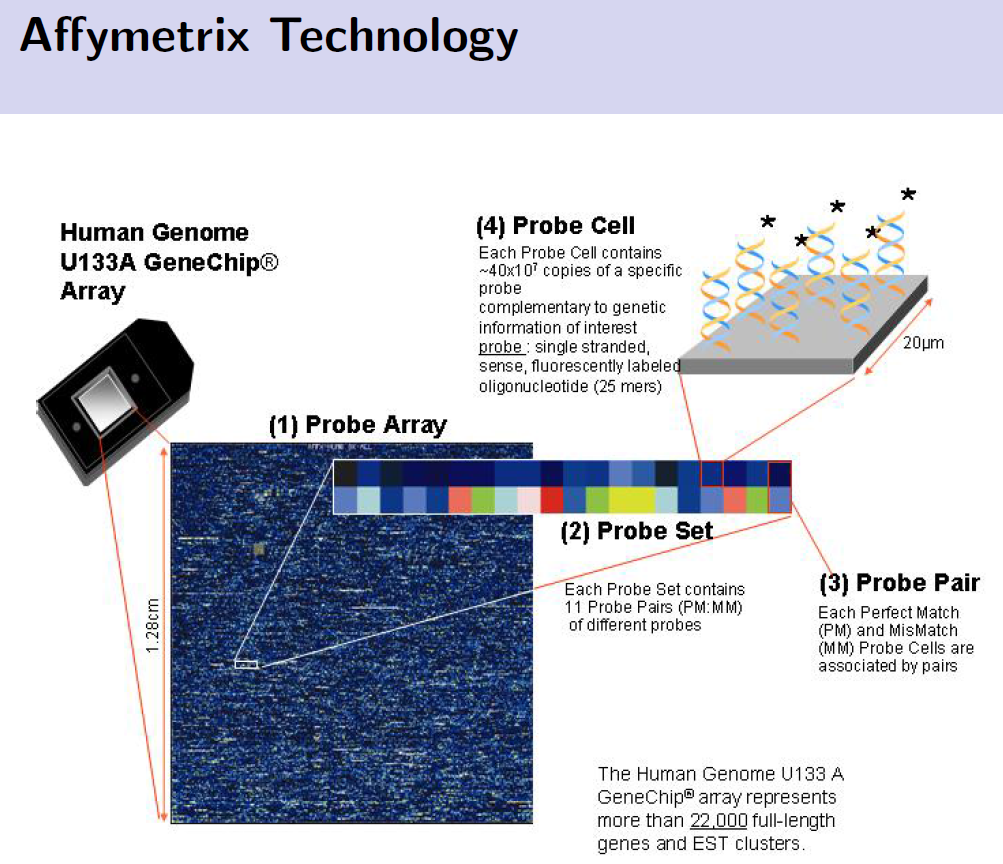 Affymetrix Technology
Human Genome
U133A GeneChip®
Array
(4) Probe Cell
Each Probe Cell contains
~40x10⁷ copies of a specific
probe
complementary to genetic
information of interest
probe : single stranded,
sense, fluorescently labeled
oligonucleotide (25 mers)
* * * * *
20µm
(1) Probe Array
(2) Probe Set
Each Probe Set contains
11 Probe Pairs (PM:MM)
of different probes
(3) Probe Pair
Each Perfect Match
(PM) and MisMatch
(MM) Probe Cells are
associated by pairs
1.28cm
The Human Genome U133 A
GeneChip® array represents
more than 22,000 full-length
genes and EST clusters.